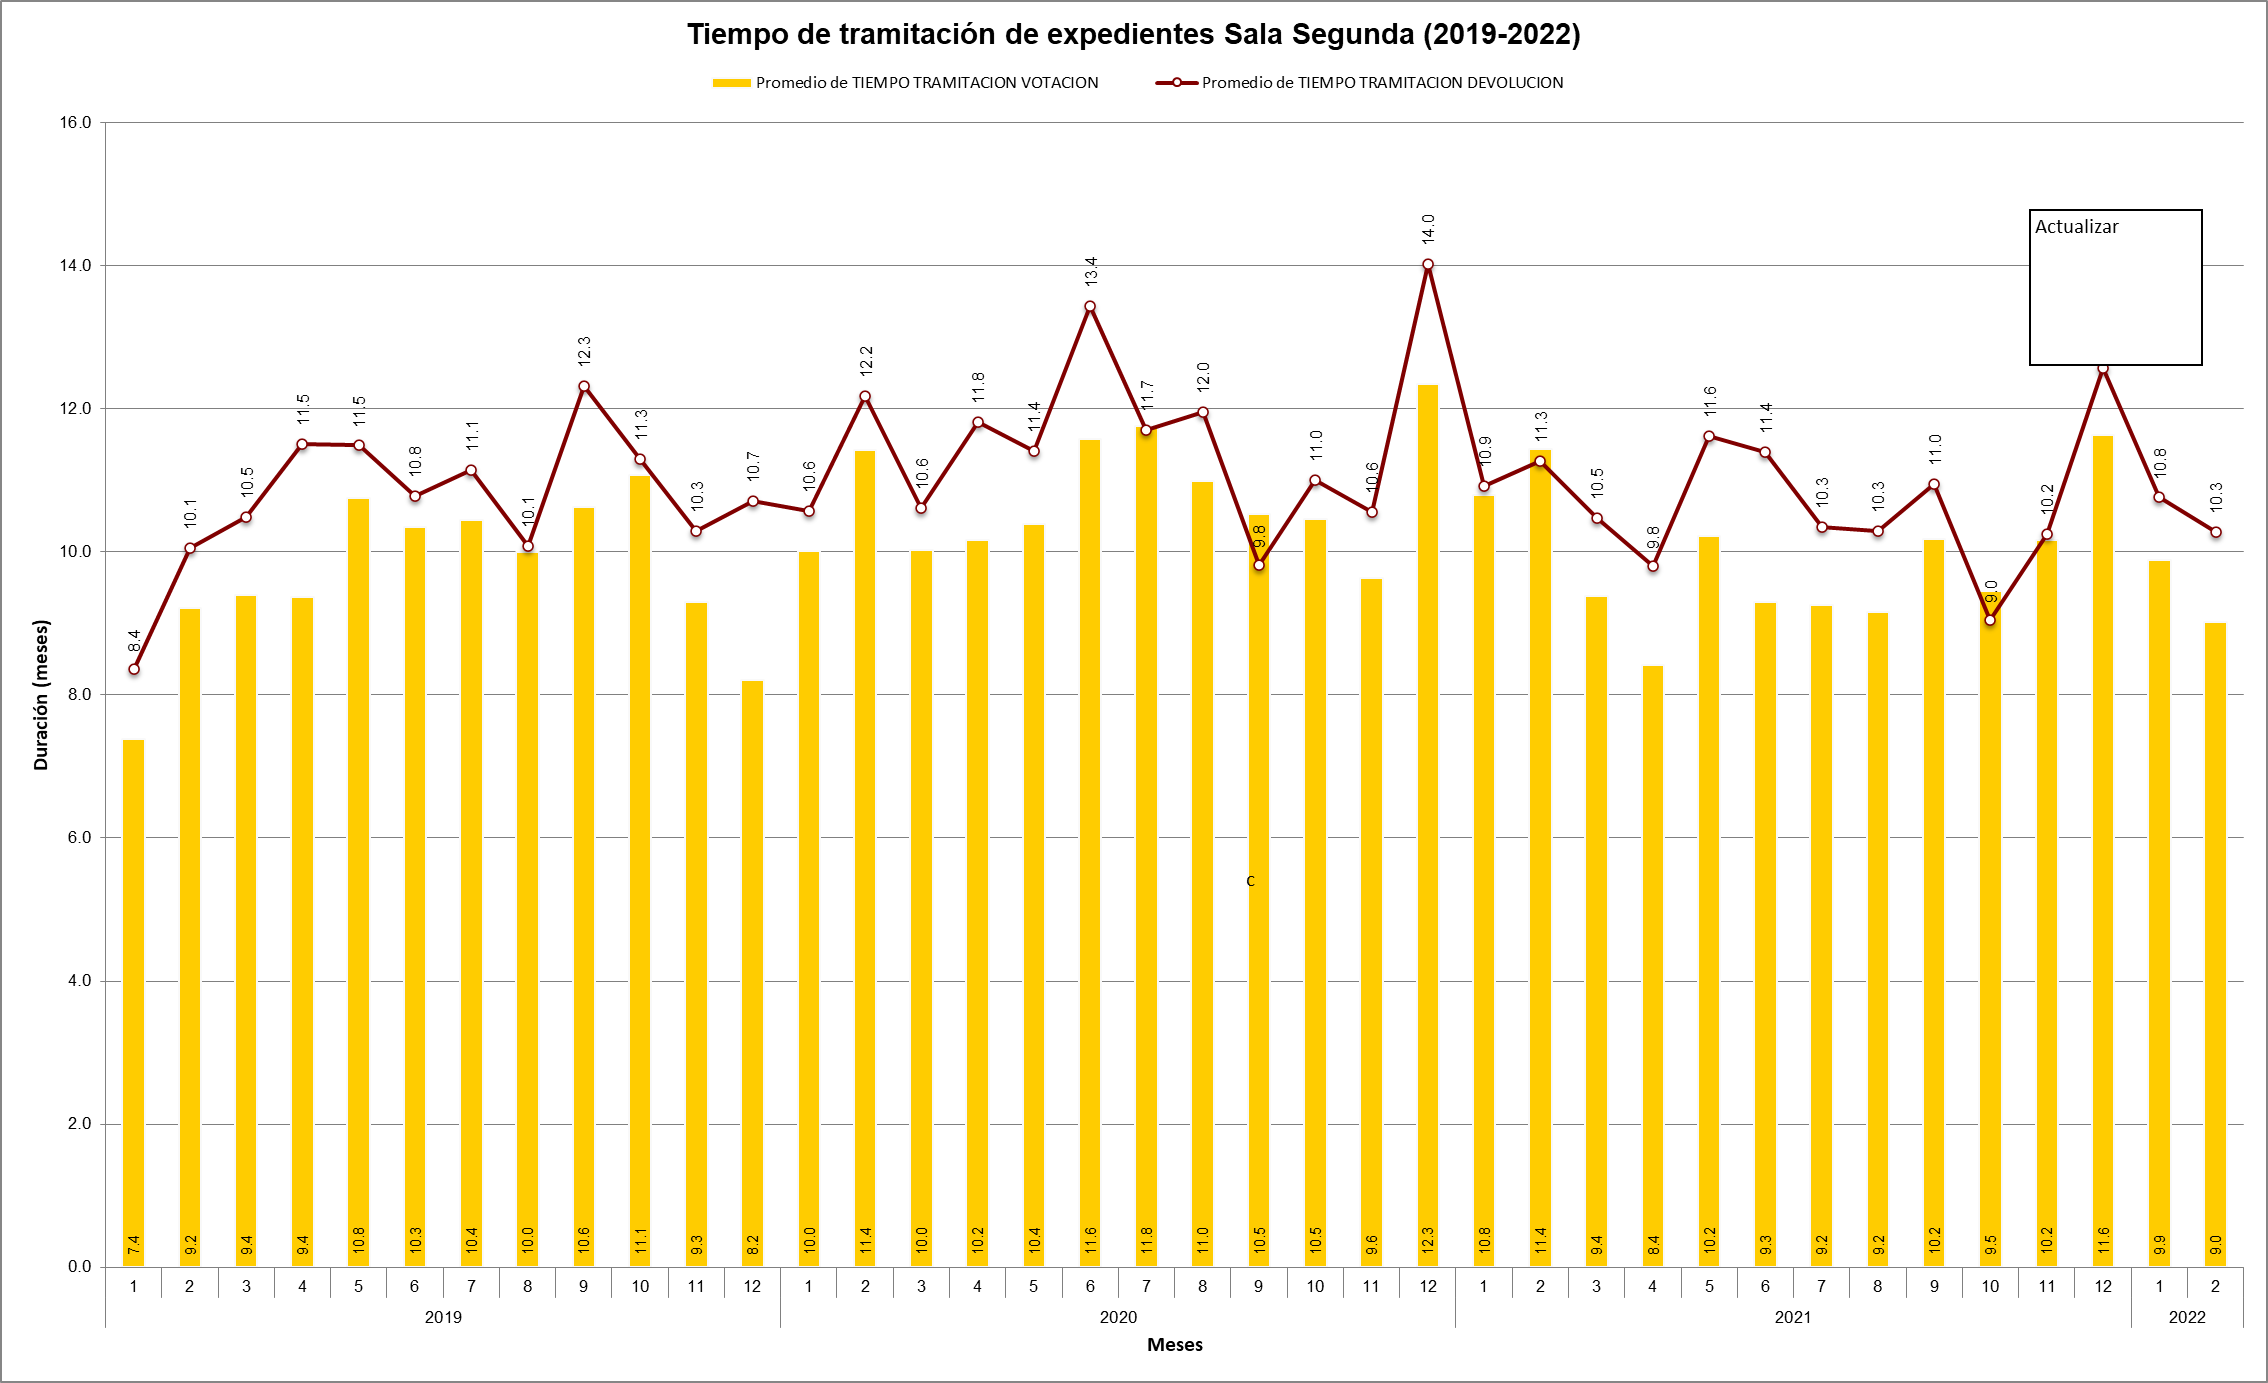 Tiempo de tramitación de expedientes Sala Segunda (2019-2022)
Promedio de TIEMPO TRAMITACION VOTACION
Promedio de TIEMPO TRAMITACION DEVOLUCION
Actualizar
16.0
14.0
12.0
10.0
8.0
6.0
4.0
2.0
0.0
Duración (meses)
8.4 10.1 10.5 11.5 11.5 10.8 11.1 10.1 12.3 11.3 10.3 10.7 10.6 12.2 10.6 11.8 11.4 13.4 11.7 12.0 9.8 11.0 10.6 14.0 10.9 11.3 10.5 9.8 11.6 11.4 10.3 10.3 11.0 9.0 10.2 10.8 10.3
c
7.4 9.2 9.4 9.4 10.8 10.3 10.4 10.0 10.6 11.1 9.3 8.2 10.0 11.4 10.0 10.2 10.4 11.6 11.8 11.0 10.5 10.5 9.6 12.3 10.8 11.4 9.4 8.4 10.2 9.3 9.2 9.2 10.2 9.5 10.2 11.6 9.9 9.0
1 2 3 4 5 6 7 8 9 10 11 12 1 2 3 4 5 6 7 8 9 10 11 12 1 2 3 4 5 6 7 8 9 10 11 12 1 2
2019 2020 2021 2022
Meses